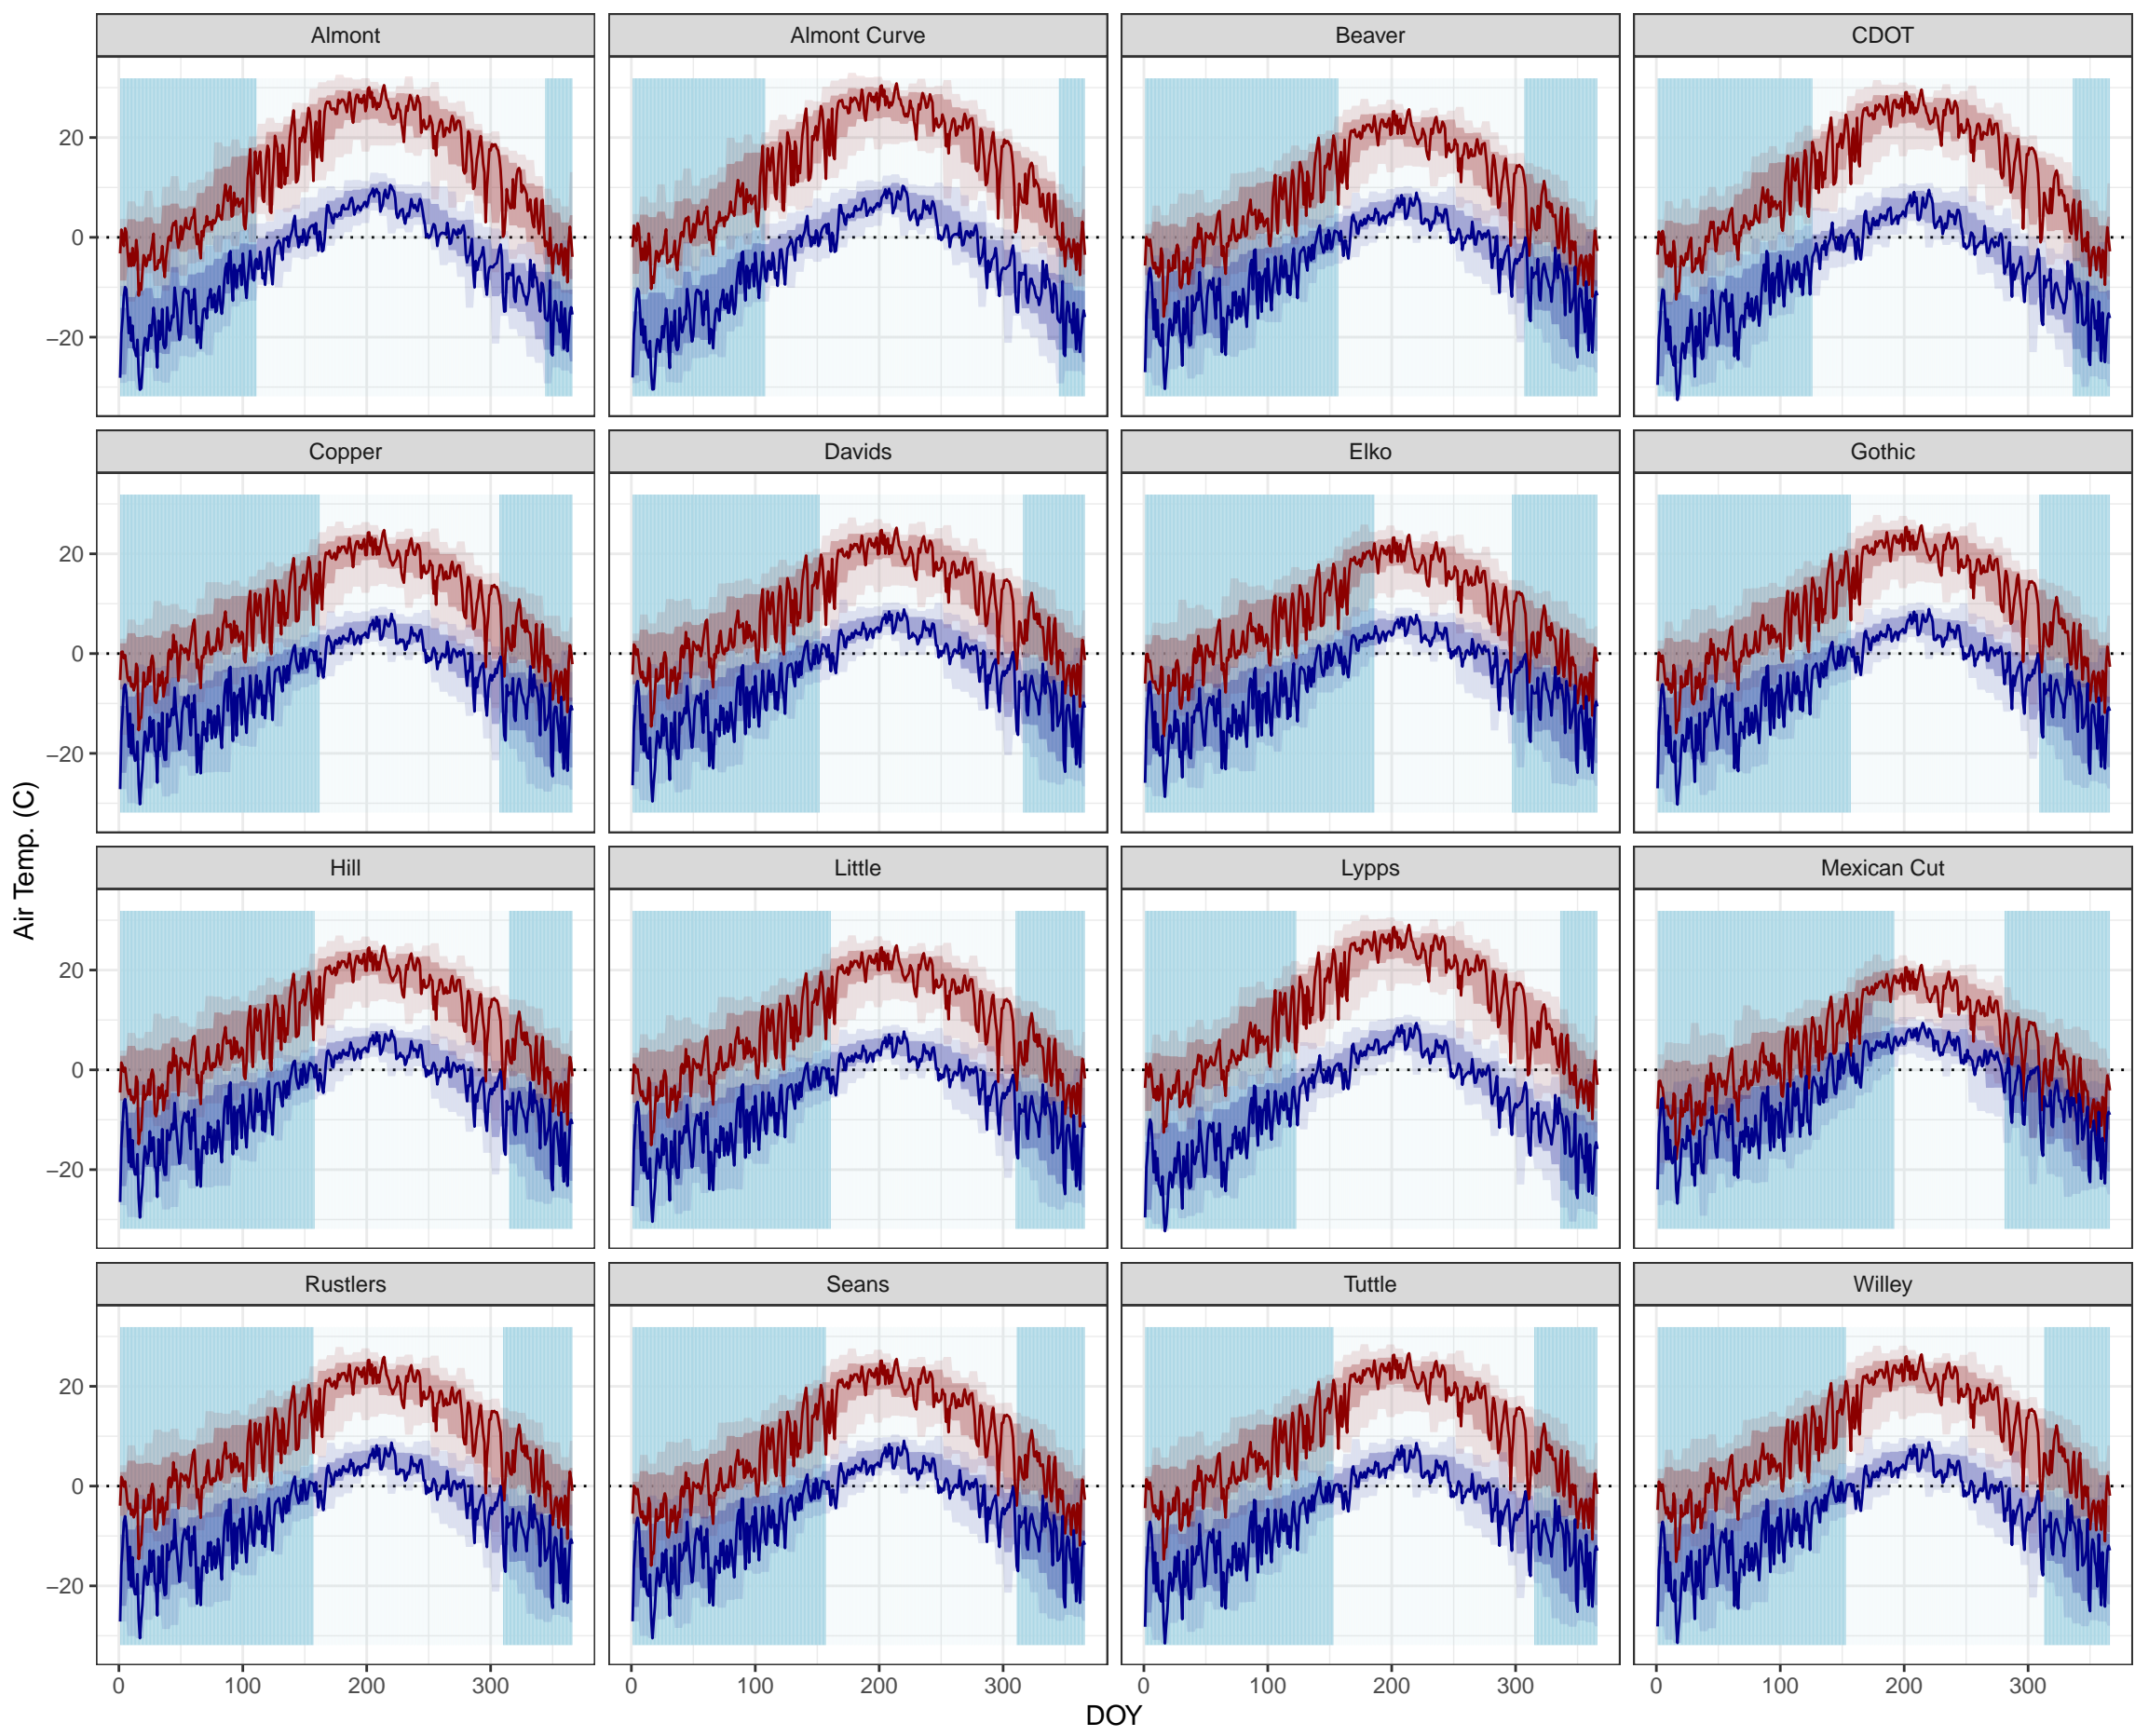 Almont
Almont Curve
Beaver
CDOT
20
0
−20
Copper
Davids
Elko
Gothic
20
0
−20
Hill
Little
Lypps
Mexican Cut
20
0
−20
Rustlers
Seans
Tuttle
Willey
20
0
−20
0 100 200 300
0 100 200 300
0 100 200 300
0 100 200 300
DOY
Air Temp. (C)